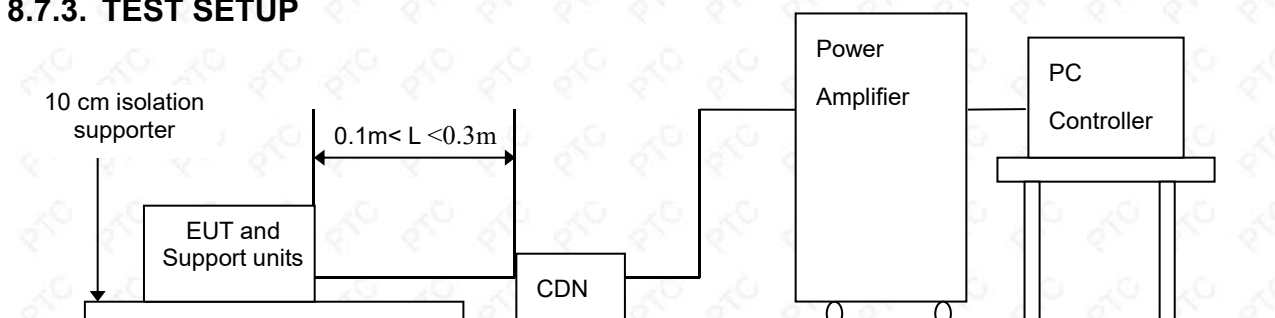 8.7.3. TEST SETUP
10 cm isolation
supporter
0.1m< L <0.3m
EUT and
Support units
CDN
Power
Amplifier
PC
Controller
PTC